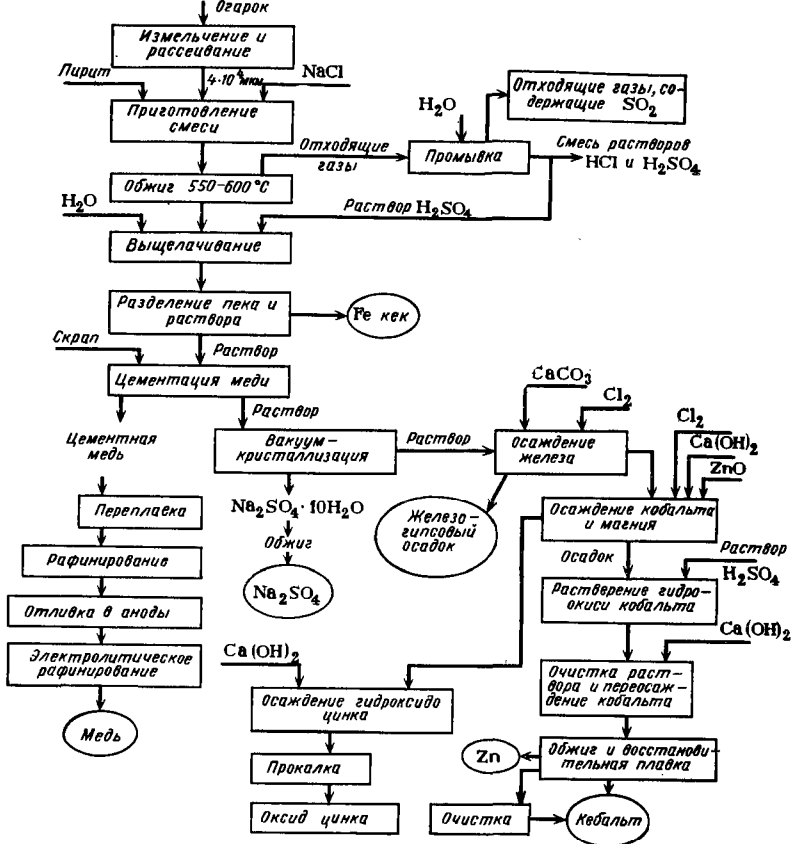 Огарок
Измельчение и
рассеивание
Пирит
4·10⁴ мкм
NaCl
Приготовление
смеси
Отходящие
газы
H₂O
Промывка
Отходящие газы, со-
держащие SO₂
Смесь растворов
HCl и H₂SO₄
Обжиг 550–600°C
H₂O
Раствор H₂SO₄
Выщелачивание
Разделение пека и
раствора
Fe кек
Скрап
Раствор
Цементация меди
Цементная
медь
Раствор
Вакуум-
кристаллизация
Раствор
CaCO₃
Cl₂
Осаждение
железа
Cl₂
Ca(OH)₂
ZnO
Переплавка
Na₂SO₄·10H₂O
Железо-
гипсовый
осадок
Осаждение кобальта
и магния
Рафинирование
Обжиг
Осадок
Раствор
H₂SO₄
Na₂SO₄
Растверение гидро-
окиси кобальта
Отливка в аноды
Ca(OH)₂
Ca(OH)₂
Электролитическое
рафинирование
Осаждение гидроксидо
цинка
Очистка раст-
вора и переосаж-
дение кобальта
Медь
Прокалка
Zn
Обжиг и восстанови-
тельная плавка
Оксид цинка
Очистка
Кебальт